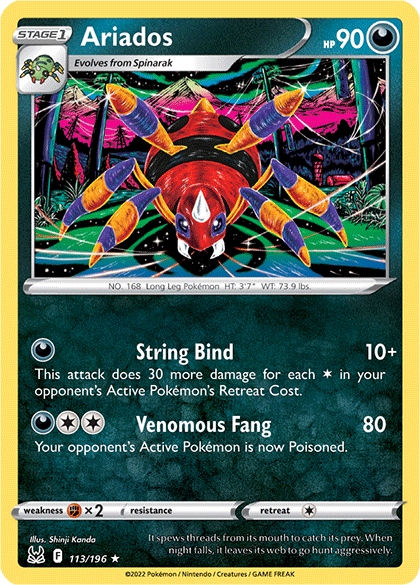 STAGE 1
Ariados
HP 90
Evolves from Spinarak
NO. 168 Long Leg Pokémon HT: 3'7" WT: 73.9 lbs.
String Bind 10+
This attack does 30 more damage for each in your
opponent's Active Pokémon's Retreat Cost.
Venomous Fang 80
Your opponent's Active Pokémon is now Poisoned.
weakness ×2 resistance retreat
Illus. Shinji Kanda
F 113/196 ★
It spews threads from its mouth to catch its prey. When
night falls, it leaves its web to go hunt aggressively.
©2022 Pokémon / Nintendo / Creatures / GAME FREAK